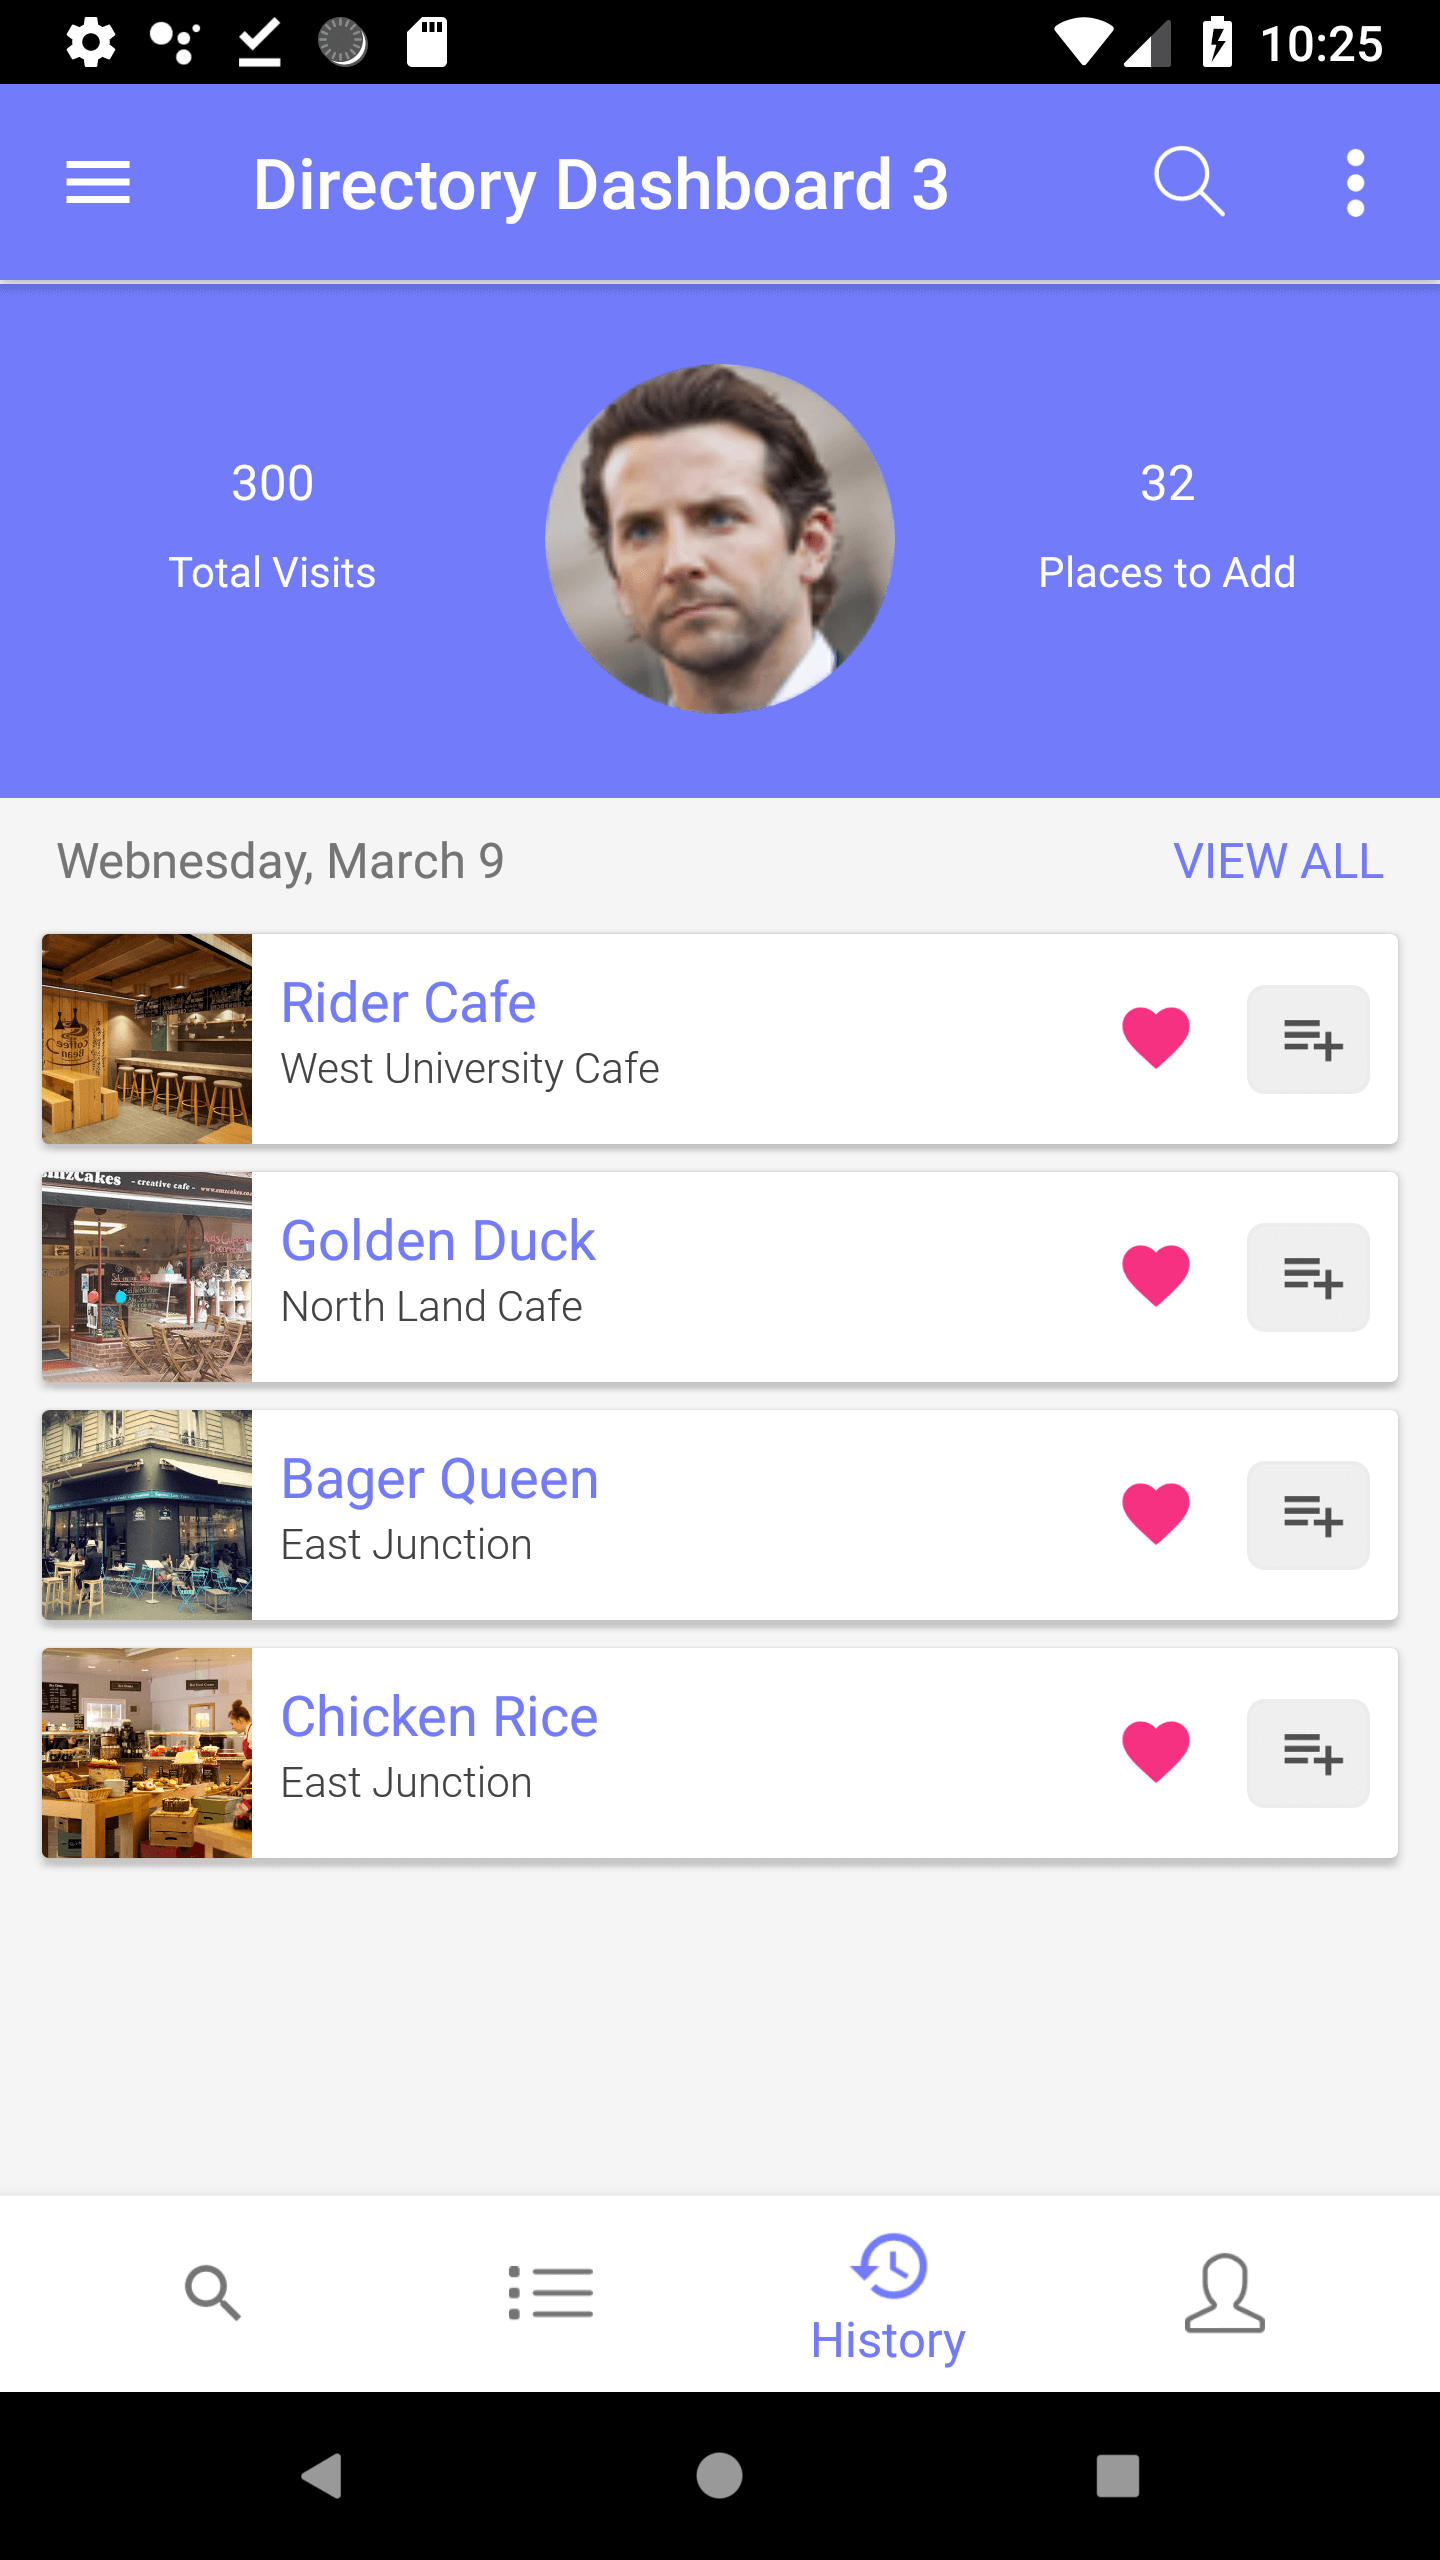 10:25
Directory Dashboard 3
300
Total Visits
32
Places to Add
Webnesday, March 9
VIEW ALL
Rider Cafe
West University Cafe
Golden Duck
North Land Cafe
Bager Queen
East Junction
Chicken Rice
East Junction
History